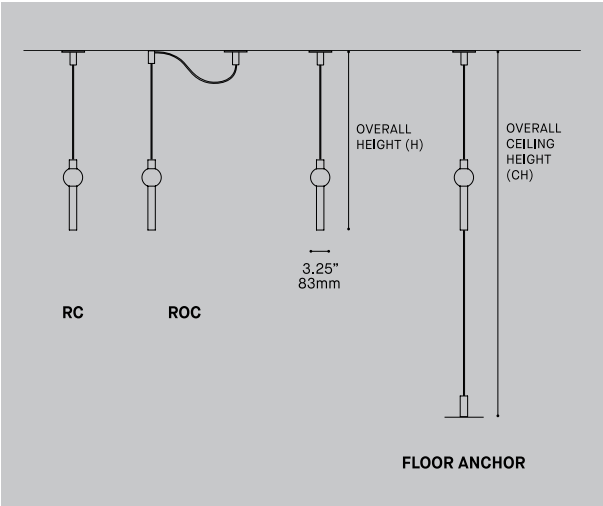 OVERALL
HEIGHT (H)
OVERALL
CEILING
HEIGHT
(CH)
3.25”
83mm
RC
ROC
FLOOR ANCHOR